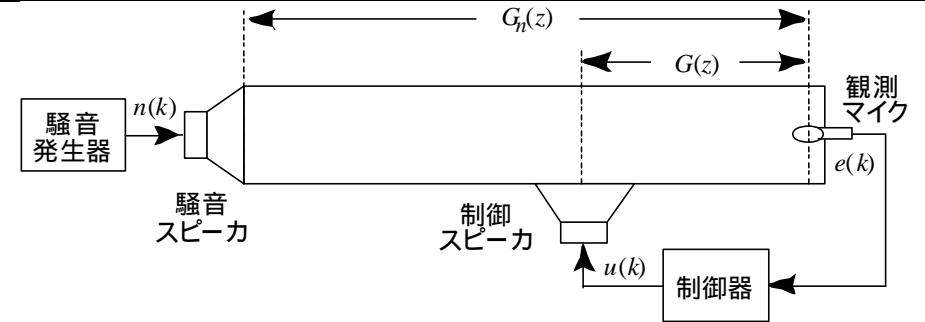 Gn(z)
G(z)
観測
マイク
n(k)
騒音
発生器
e(k)
騒音
スピーカ
制御
スピーカ
u(k)
制御器